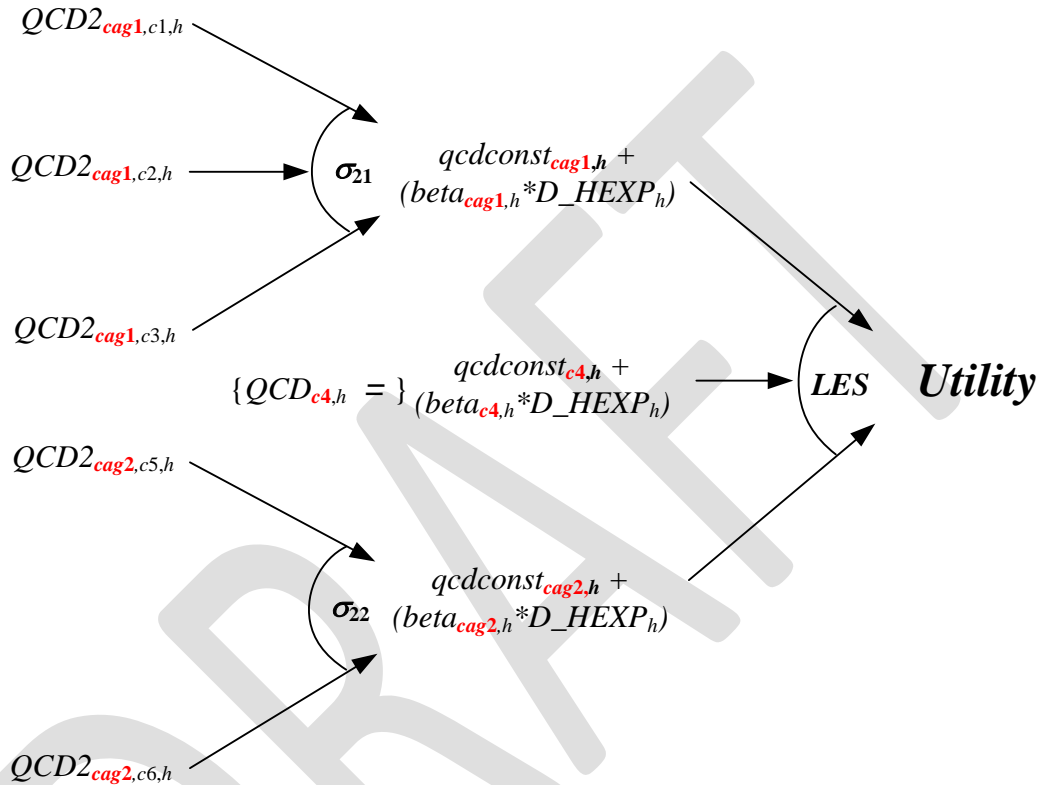 QCD2cag1,c1,h
QCD2cag1,c2,h
σ21
qcdconstcag1,h +
(betacag1,h*D_HEXPh)
QCD2cag1,c3,h
{QCDc4,h = }
qcdconstc4,h +
(betac4,h*D_HEXPh)
LES
Utility
QCD2cag2,c5,h
σ22
qcdconstcag2,h +
(betacag2,h*D_HEXPh)
QCD2cag2,c6,h
DRAFT